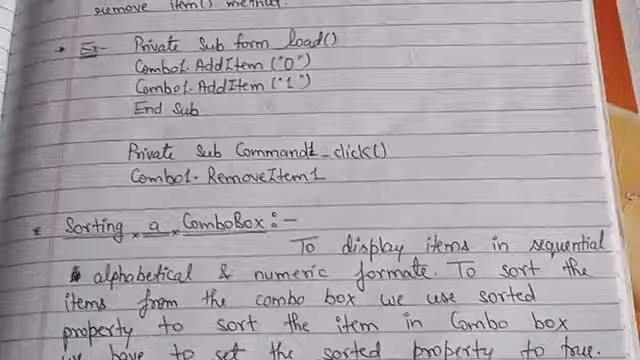 remove item() method.
→ Ex- Private Sub form load()
Combo1. AddItem ("0")
Combo1. AddItem ("1")
End Sub
Private Sub Command1_click()
Combo1. RemoveItem 1
* Sorting a ComboBox :-
To display items in sequential
& alphabetical & numeric formate. To sort the
items from the combo box we use sorted
property to sort the item in Combo box
we have to set the sorted property to true.